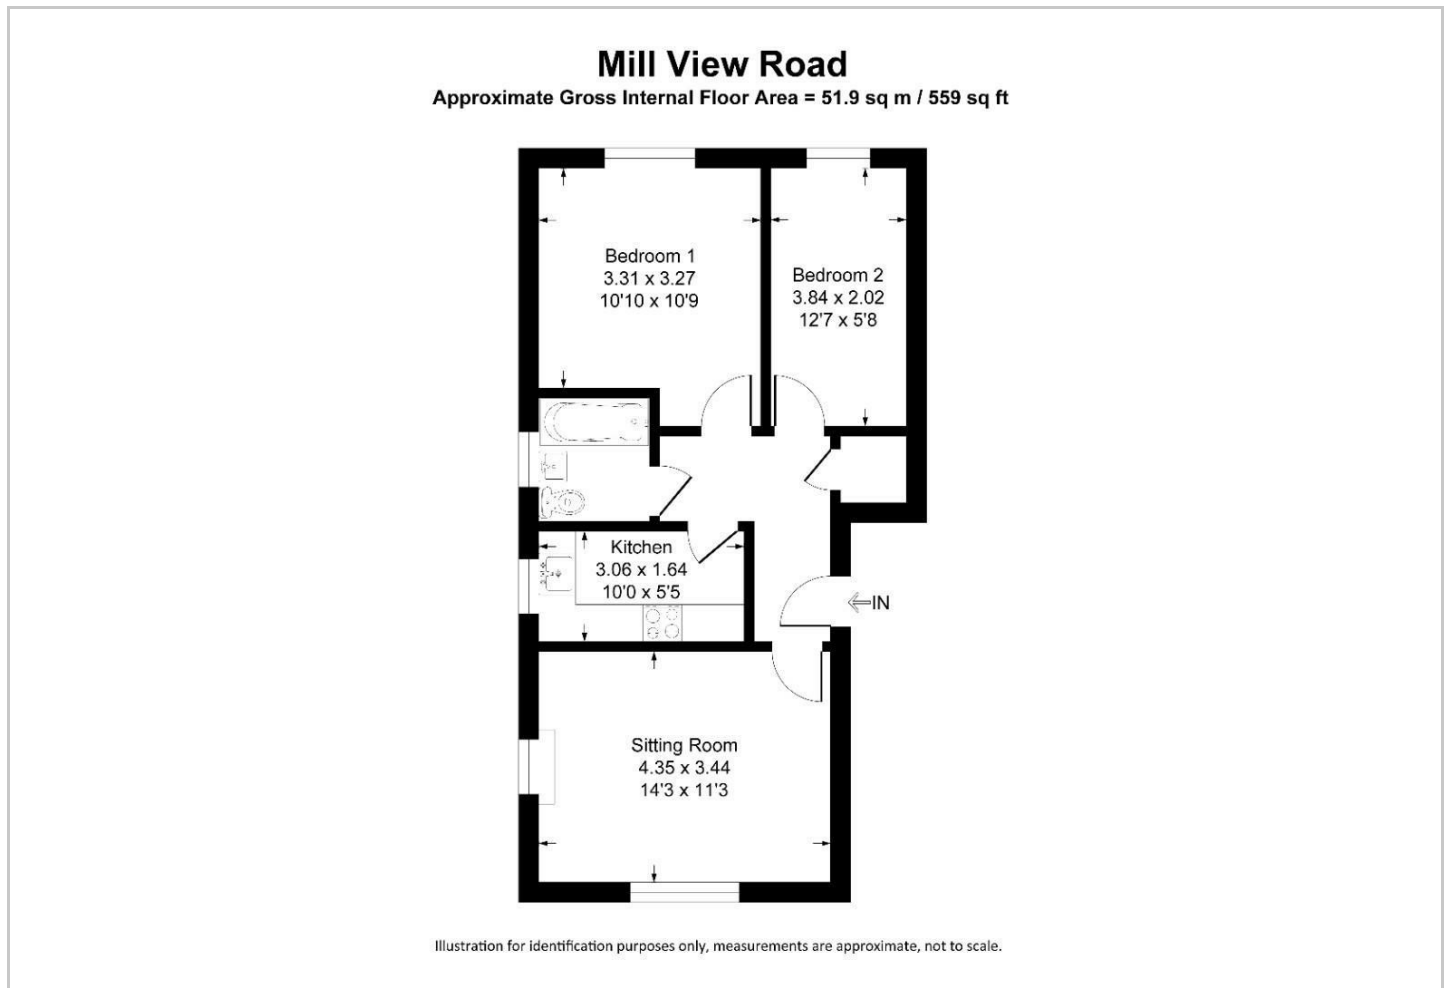 Mill View Road
Approximate Gross Internal Floor Area = 51.9 sq m / 559 sq ft
Bedroom 1
3.31 x 3.27
10'10 x 10'9
Bedroom 2
3.84 x 2.02
12'7 x 5'8
Kitchen
3.06 x 1.64
10'0 x 5'5
IN
Sitting Room
4.35 x 3.44
14'3 x 11'3
Illustration for identification purposes only, measurements are approximate, not to scale.